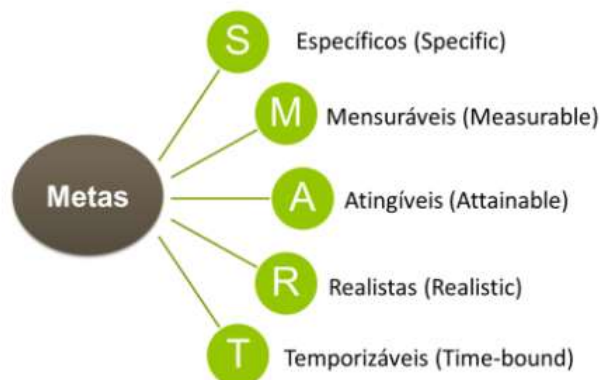 S Específicos (Specific)
M Mensuráveis (Measurable)
Metas
A Atingíveis (Attainable)
R Realistas (Realistic)
T Temporizáveis (Time-bound)